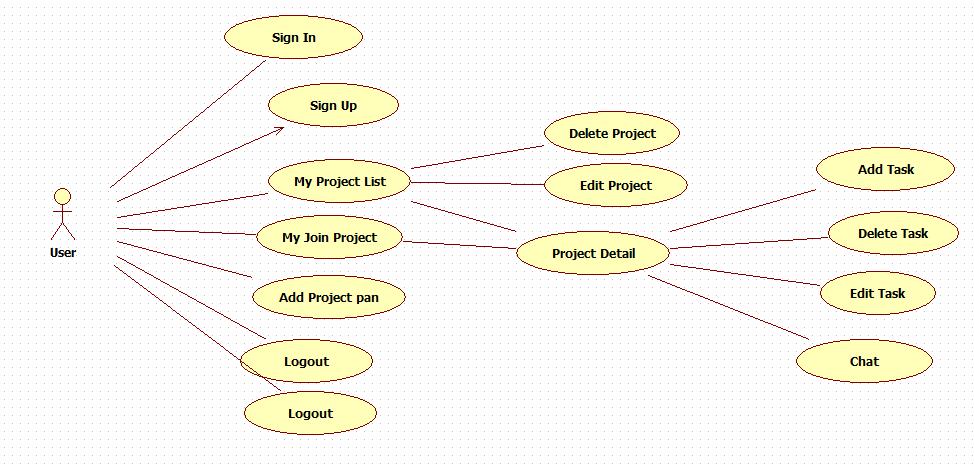 Sign In
Sign Up
My Project List
My Join Project
Add Project pan
Logout
Logout
User
Delete Project
Edit Project
Project Detail
Add Task
Delete Task
Edit Task
Chat